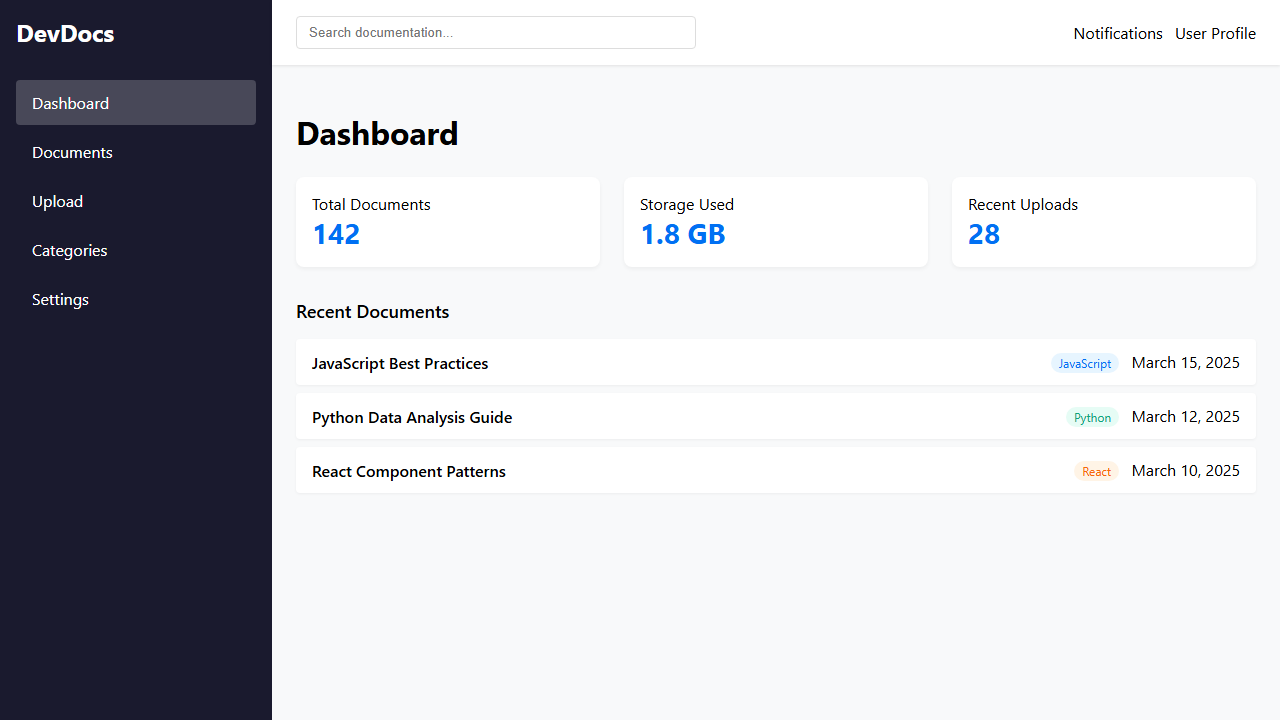 DevDocs
Dashboard
Documents
Upload
Categories
Settings
Search documentation...
Notifications User Profile
Dashboard
Total Documents
142
Storage Used
1.8 GB
Recent Uploads
28
Recent Documents
JavaScript Best Practices JavaScript March 15, 2025
Python Data Analysis Guide Python March 12, 2025
React Component Patterns React March 10, 2025